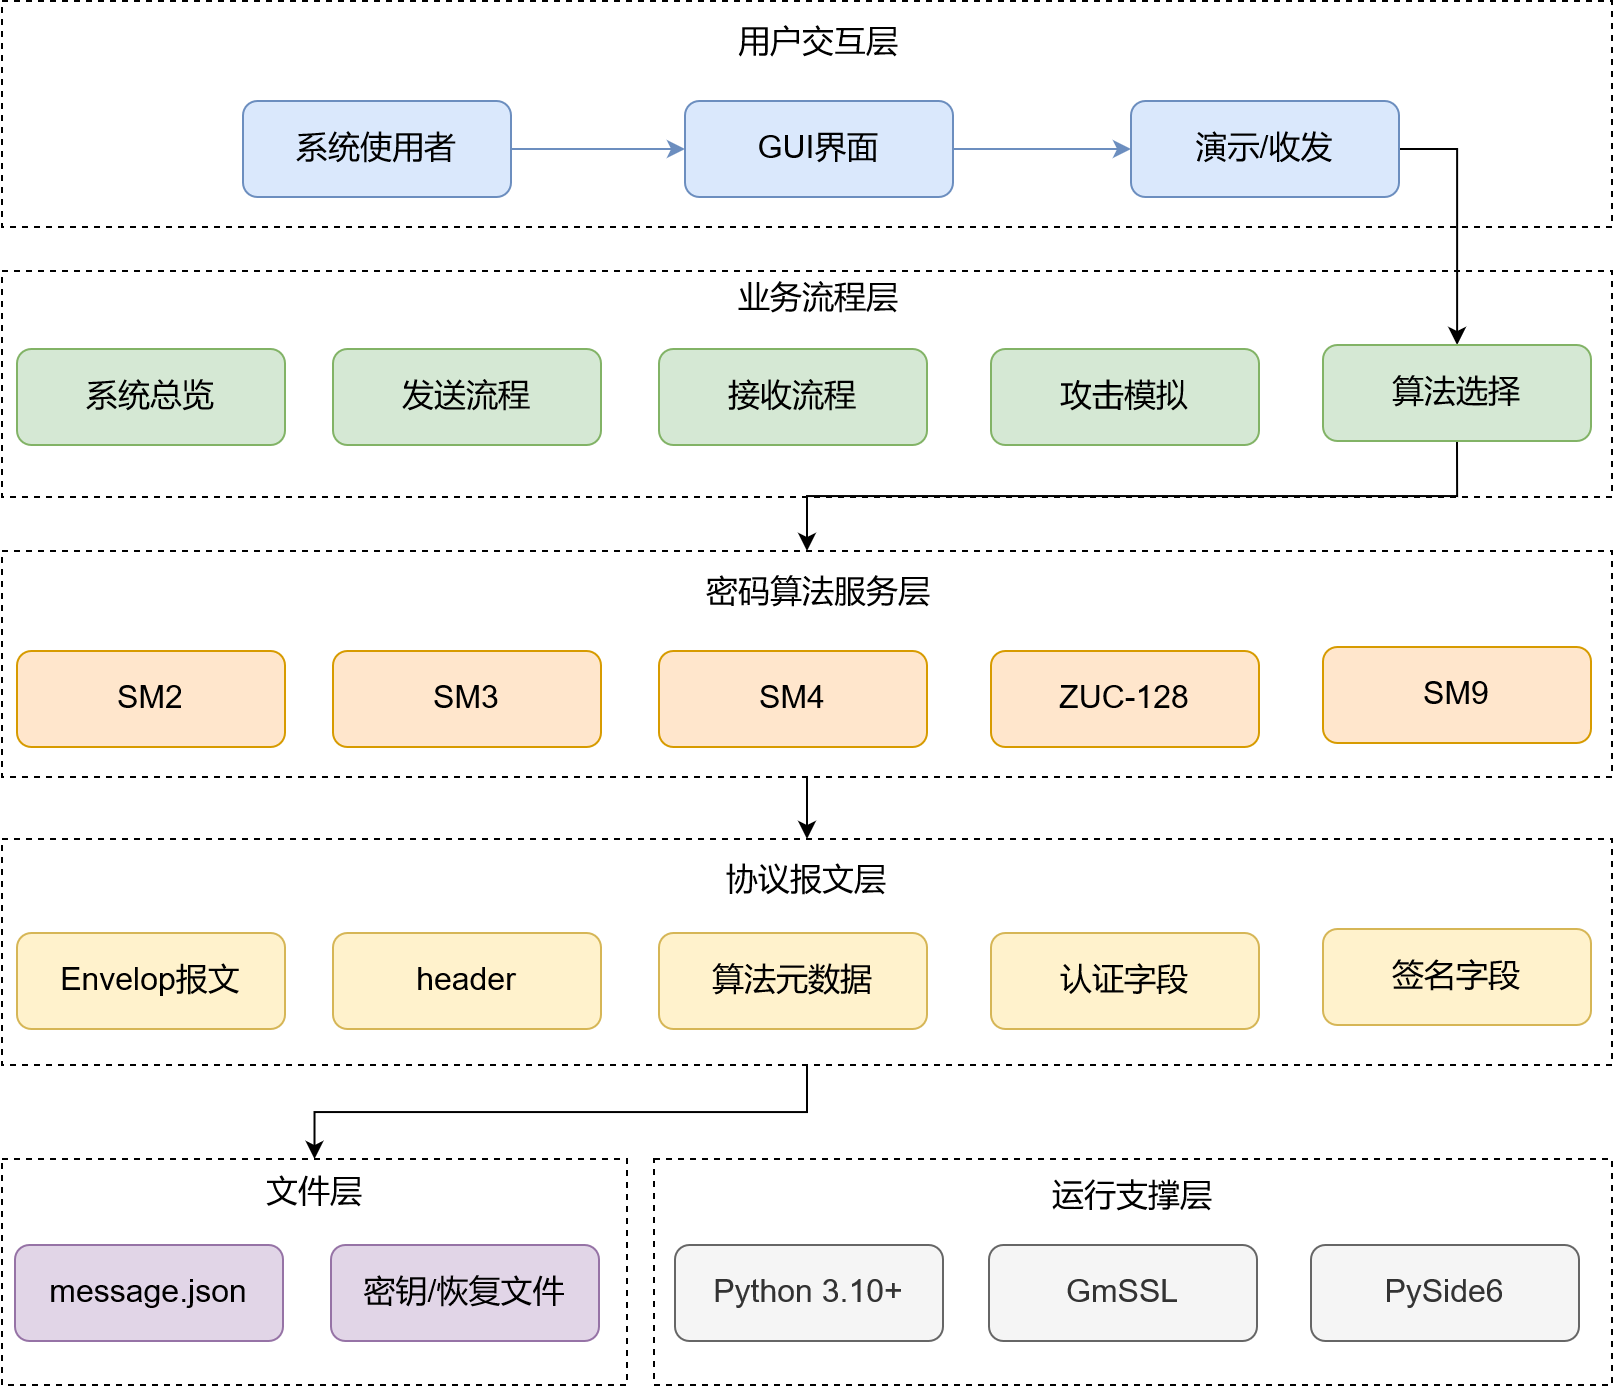 用户交互层
系统使用者
GUI界面
演示/收发
业务流程层
系统总览
发送流程
接收流程
攻击模拟
算法选择
密码算法服务层
SM2
SM3
SM4
ZUC-128
SM9
协议报文层
Envelop报文
header
算法元数据
认证字段
签名字段
文件层
message.json
密钥/恢复文件
运行支撑层
Python 3.10+
GmSSL
PySide6